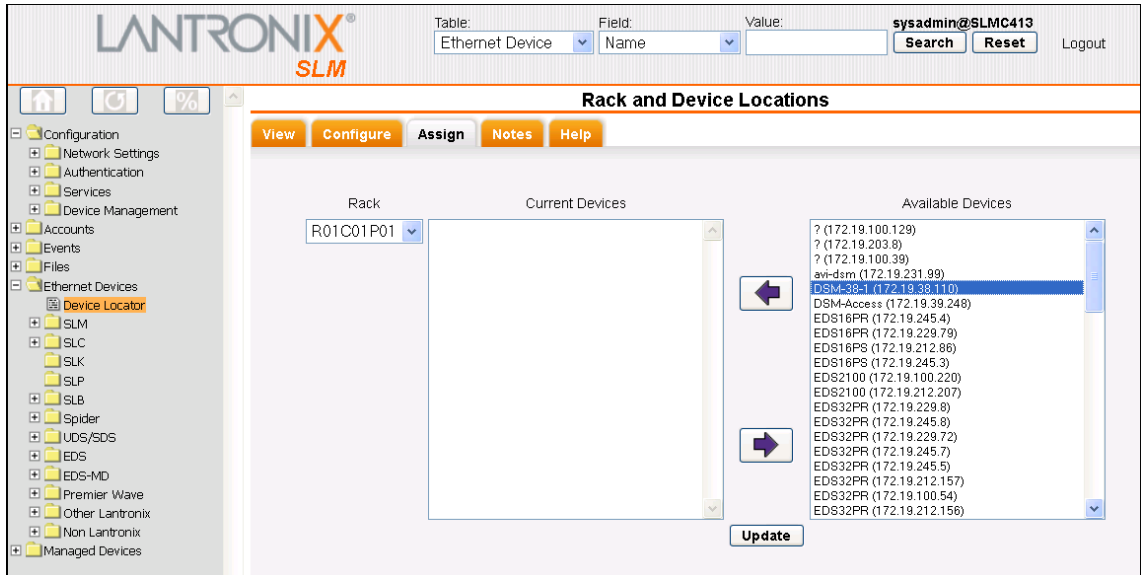 LANTRONIX®
SLM
Table: Field: Value: sysadmin@SLMC413
Ethernet Device Name Search Reset Logout
Rack and Device Locations
View Configure Assign Notes Help
Configuration
Network Settings
Authentication
Services
Device Management
Accounts
Events
Files
Ethernet Devices
Device Locator
SLM
SLC
SLK
SLP
SLB
Spider
UDS/SDS
EDS
EDS-MD
Premier Wave
Other Lantronix
Non Lantronix
Managed Devices
Rack Current Devices Available Devices
R01C01P01
? (172.19.100.129)
? (172.19.203.8)
? (172.19.100.39)
avi-dsm (172.19.231.99)
DSM-38-1 (172.19.38.110)
DSM-Access (172.19.39.248)
EDS16PR (172.19.245.4)
EDS16PR (172.19.229.79)
EDS16PS (172.19.212.86)
EDS16PS (172.19.245.3)
EDS2100 (172.19.100.220)
EDS2100 (172.19.212.207)
EDS32PR (172.19.229.8)
EDS32PR (172.19.245.8)
EDS32PR (172.19.229.72)
EDS32PR (172.19.245.7)
EDS32PR (172.19.245.5)
EDS32PR (172.19.212.157)
EDS32PR (172.19.100.54)
EDS32PR (172.19.212.156)
Update